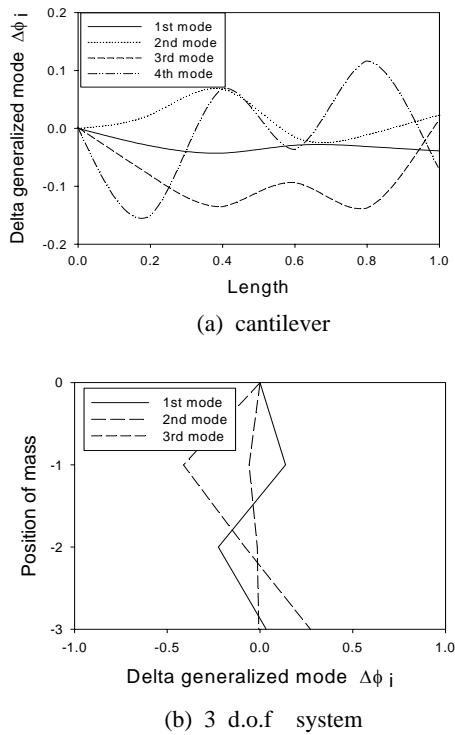 0.2
0.1
0.0
-0.1
-0.2
Delta generalized mode Δϕ i
1st mode
2nd mode
3rd mode
4th mode
0.0 0.2 0.4 0.6 0.8 1.0
Length
(a) cantilever
0
-1
-2
-3
Position of mass
1st mode
2nd mode
3rd mode
-1.0 -0.5 0.0 0.5 1.0
Delta generalized mode Δϕ i
(b) 3 d.o.f system